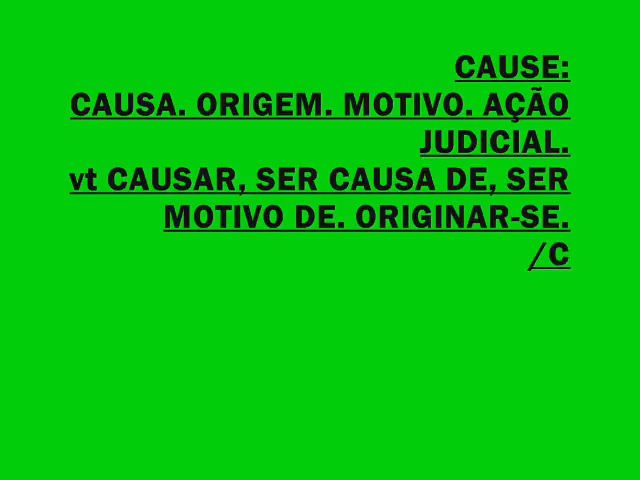 CAUSE:
CAUSA. ORIGEM. MOTIVO. AÇÃO
JUDICIAL.
vt CAUSAR, SER CAUSA DE, SER
MOTIVO DE. ORIGINAR-SE.
/C